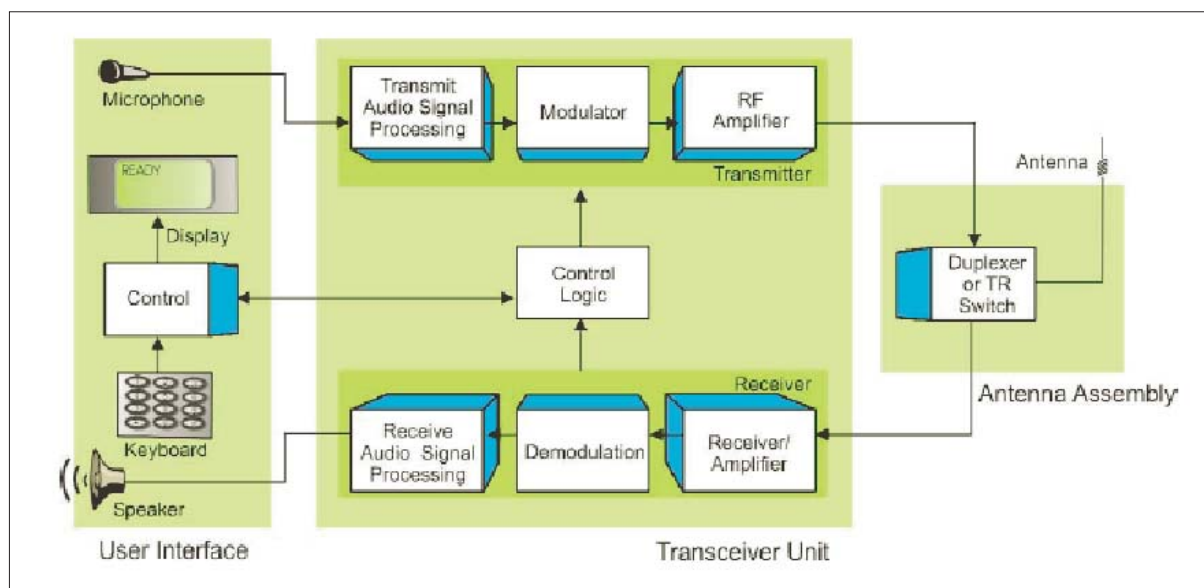 Microphone
READY
Display
Control
Keyboard
Speaker
User Interface
Transmit
Audio Signal
Processing
Modulator
RF
Amplifier
Transmitter
Control
Logic
Receiver
Receive
Audio Signal
Processing
Demodulation
Receiver/
Amplifier
Transceiver Unit
Antenna
Duplexer
or TR
Switch
Antenna Assembly